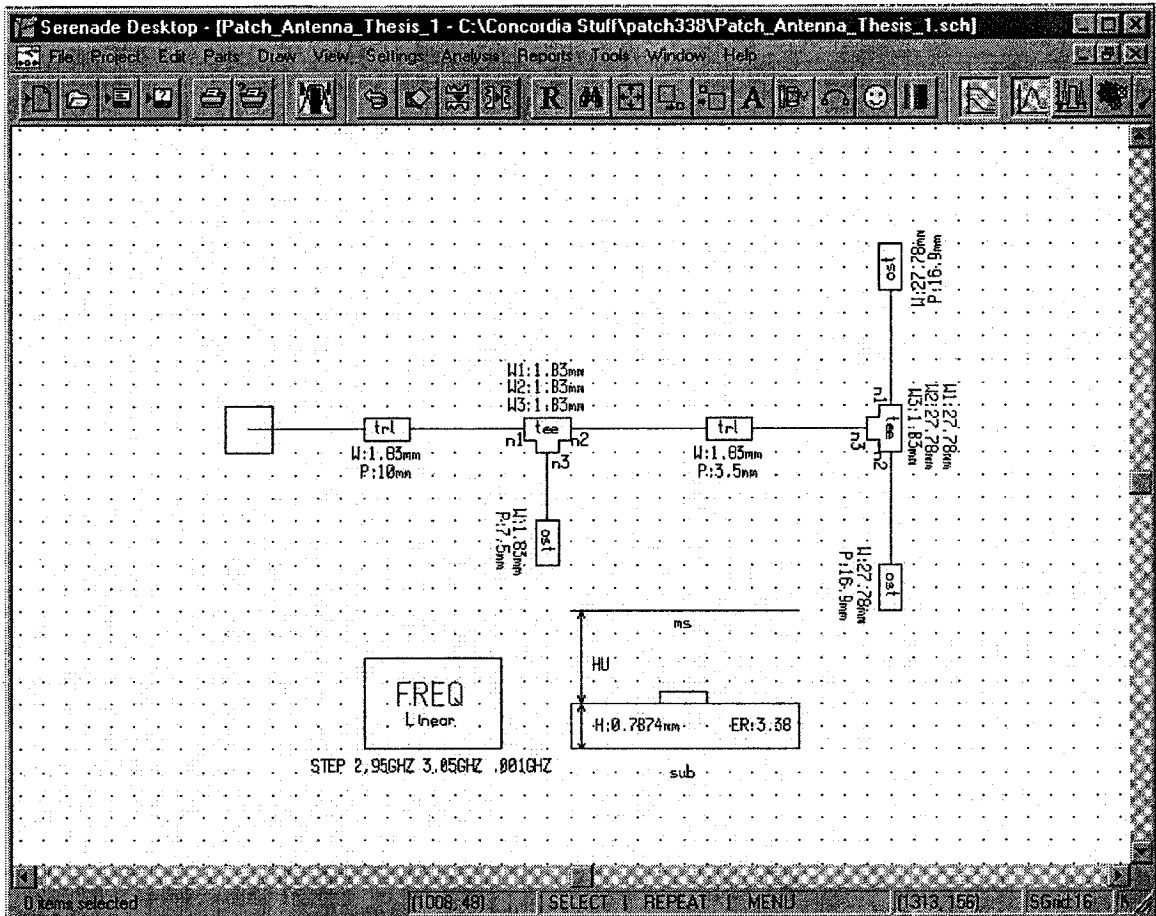 Serenade Desktop - [Patch_Antenna_Thesis_1 - C:\Concordia Stuff\patch338\Patch_Antenna_Thesis_1.sch]
File Project Edit Parts Draw View Settings Analysis Reports Tools Window Help
R A
ost
W:27.78mm
P:16.9mm
W1:1.83mm
W2:1.83mm
W3:1.83mm
trl
W:1.83mm
P:10mm
tee
n1
n2
n3
trl
W:1.83mm
P:3.5mm
n1
tee
n3
n2
W1:27.78mm
W2:27.78mm
W3:1.83mm
ost
W:1.83mm
P:7.5mm
ost
W:27.78mm
P:16.9mm
ms
HU
FREQ
Linear
H:0.7874mm ER:3.38
STEP 2.95GHZ 3.05GHZ .001GHZ
sub
0 items selected (1008, 48) SELECT | REPEAT | MENU (1313, 156) SGrid:16